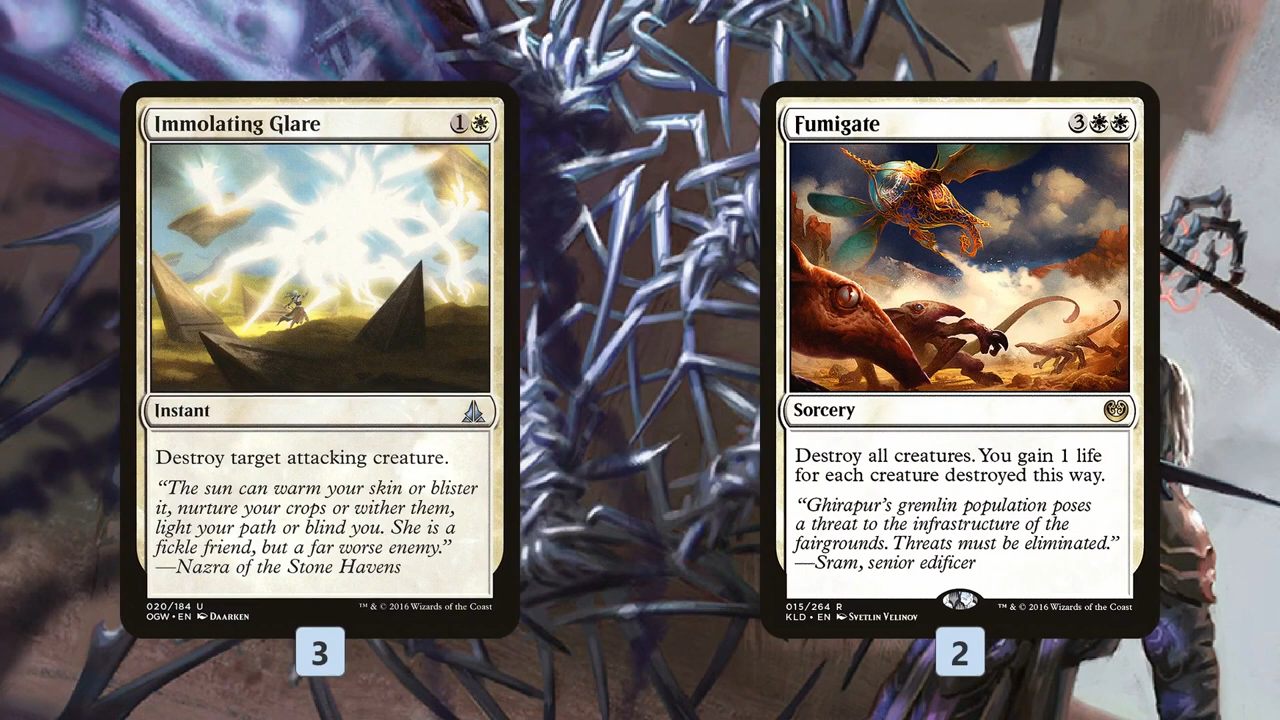 Immolating Glare
1
Instant
Destroy target attacking creature.
“The sun can warm your skin or blister
it, nurture your crops or wither them,
light your path or blind you. She is a
fickle friend, but a far worse enemy.”
—Nazra of the Stone Havens
020/184 U
OGW • EN DAARKEN
™ & © 2016 Wizards of the Coast
3
Fumigate
3
Sorcery
Destroy all creatures. You gain 1 life
for each creature destroyed this way.
“Ghirapur’s gremlin population poses
a threat to the infrastructure of the
fairgrounds. Threats must be eliminated.”
—Sram, senior edificer
015/264 R
KLD • EN SVETLIN VELINOV
™ & © 2016 Wizards of the Coast
2